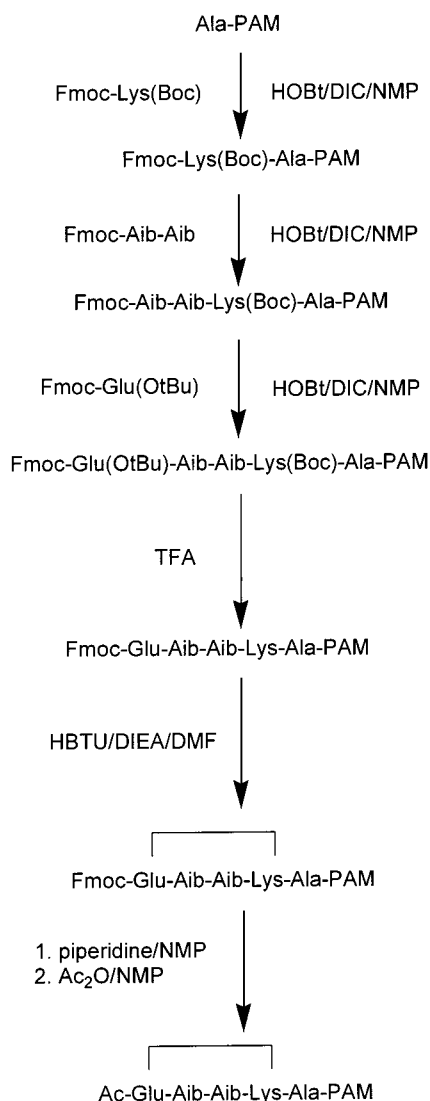 Ala-PAM
Fmoc-Lys(Boc) HOBt/DIC/NMP
Fmoc-Lys(Boc)-Ala-PAM
Fmoc-Aib-Aib HOBt/DIC/NMP
Fmoc-Aib-Aib-Lys(Boc)-Ala-PAM
Fmoc-Glu(OtBu) HOBt/DIC/NMP
Fmoc-Glu(OtBu)-Aib-Aib-Lys(Boc)-Ala-PAM
TFA
Fmoc-Glu-Aib-Aib-Lys-Ala-PAM
HBTU/DIEA/DMF
Fmoc-Glu-Aib-Aib-Lys-Ala-PAM
1. piperidine/NMP
2. Ac₂O/NMP
Ac-Glu-Aib-Aib-Lys-Ala-PAM